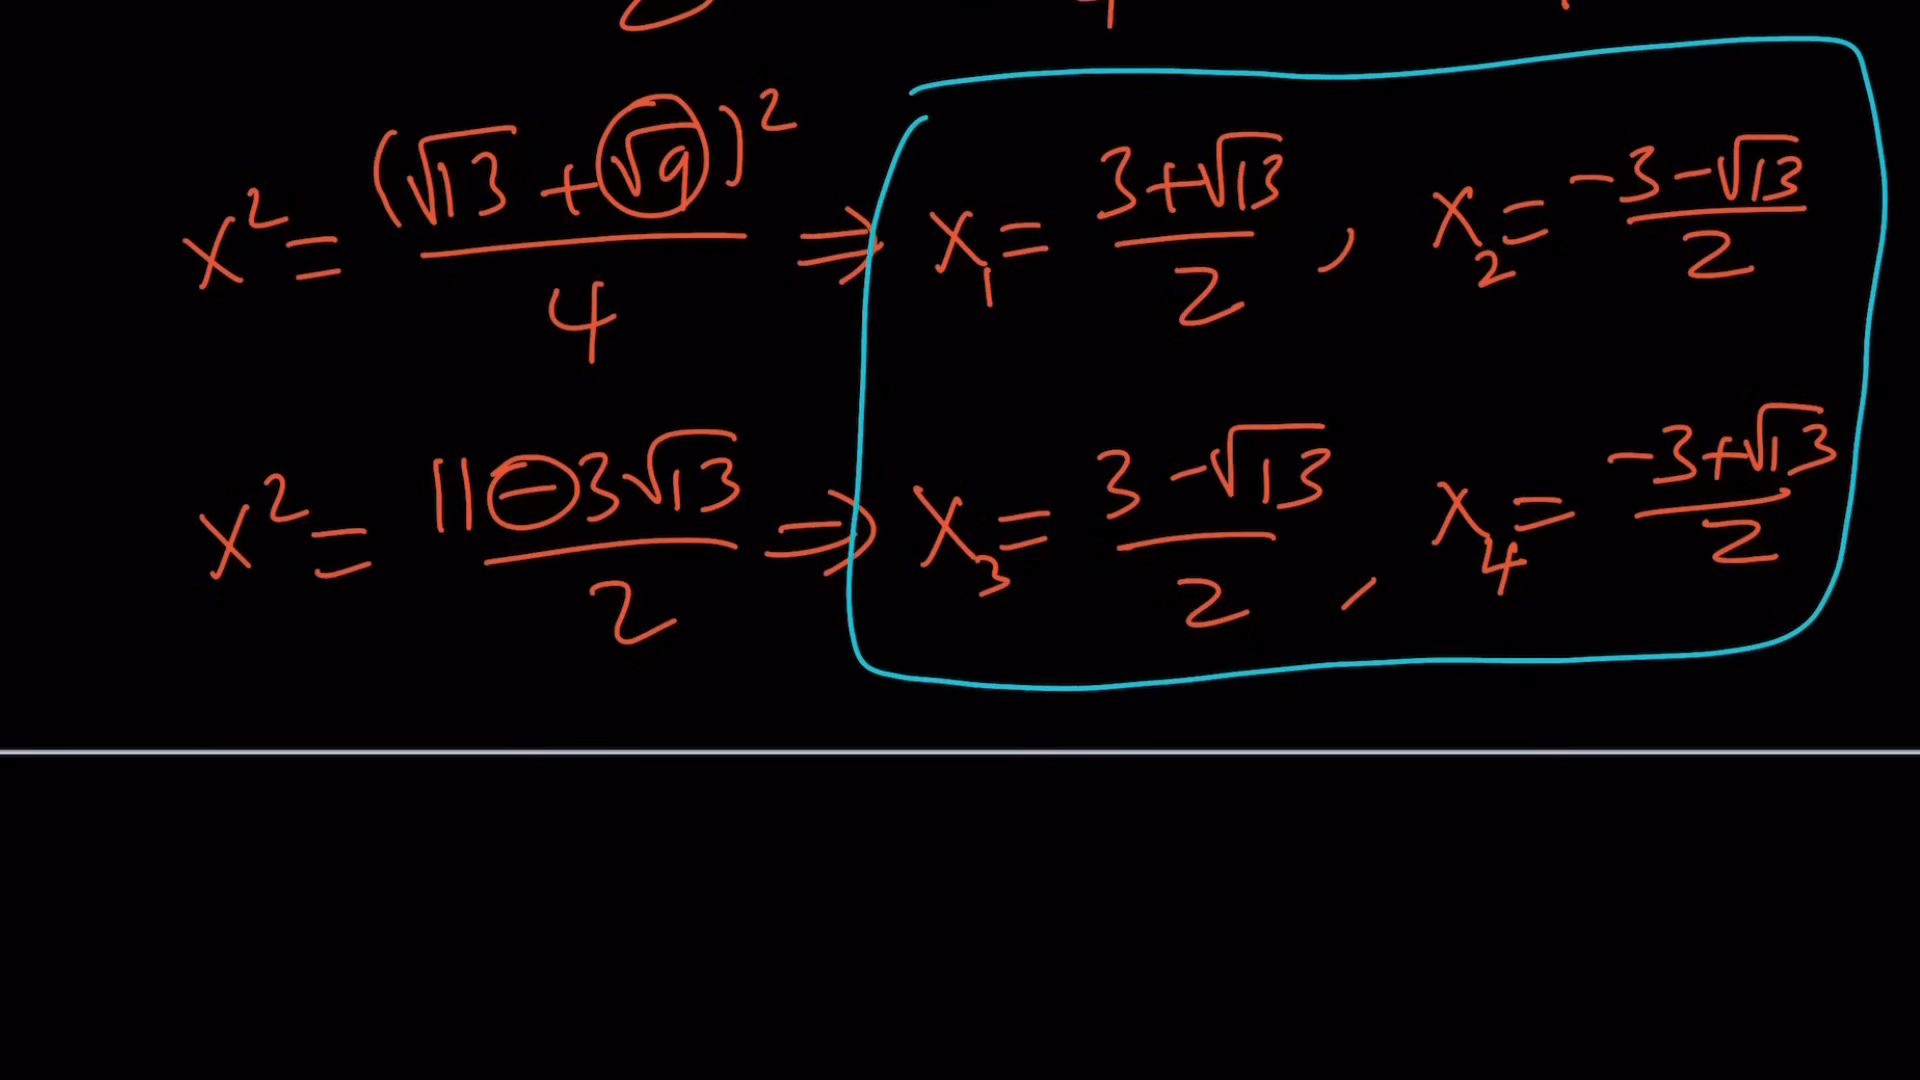 x² = (√13 + √9)² / 4 ⇒ x₁ = 3+√13 / 2 , x₂ = -3-√13 / 2
x² = 11-3√13 / 2 ⇒ x₃ = 3-√13 / 2 , x₄ = -3+√13 / 2